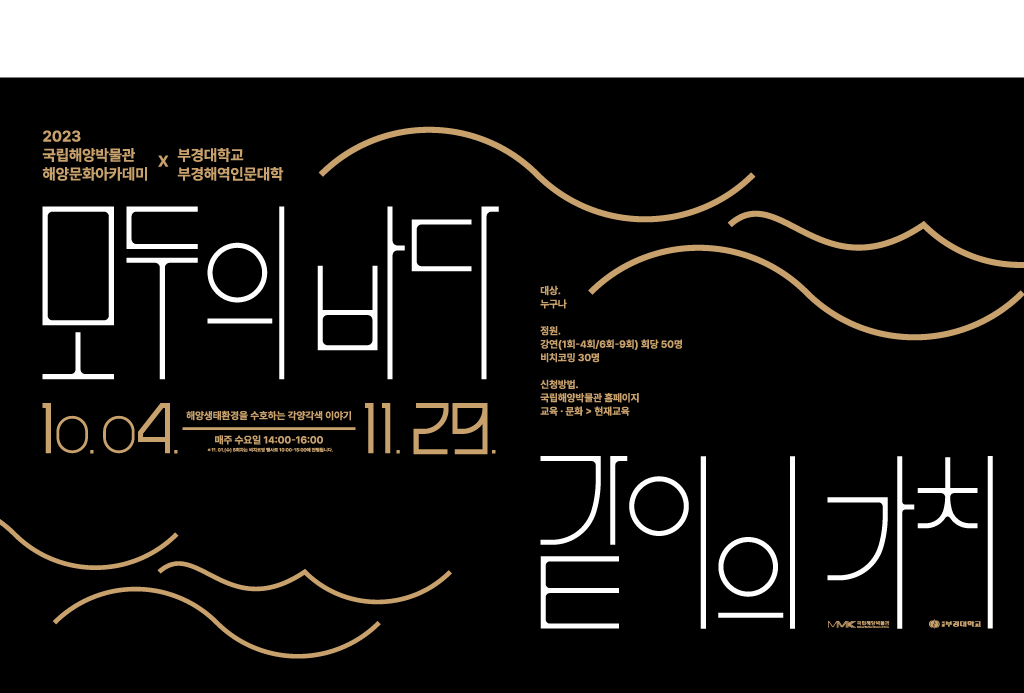 2023
국립해양박물관
해양문화아카데미
X
부경대학교
부경해역인문대학
모두의 바다
10.04.
해양생태환경을 수호하는 각양각색 이야기
매주 수요일 14:00-16:00
11.29.
대상.
누구나
정원.
강연(1회-4회/6회-9회) 회당 50명
비치코밍 30명
신청방법.
국립해양박물관 홈페이지
교육 · 문화 > 현재교육
같이의 가치
국립해양박물관
부경대학교